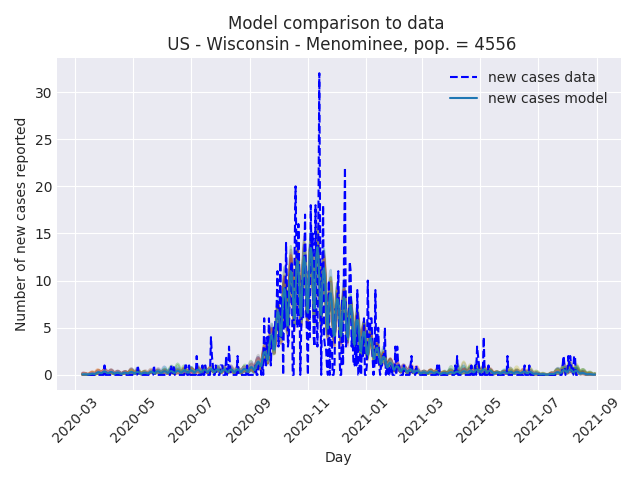 Model comparison to data
US - Wisconsin - Menominee, pop. = 4556
new cases data
new cases model
Number of new cases reported
30
25
20
15
10
5
0
2020-03
2020-05
2020-07
2020-09
2020-11
2021-01
2021-03
2021-05
2021-07
2021-09
Day